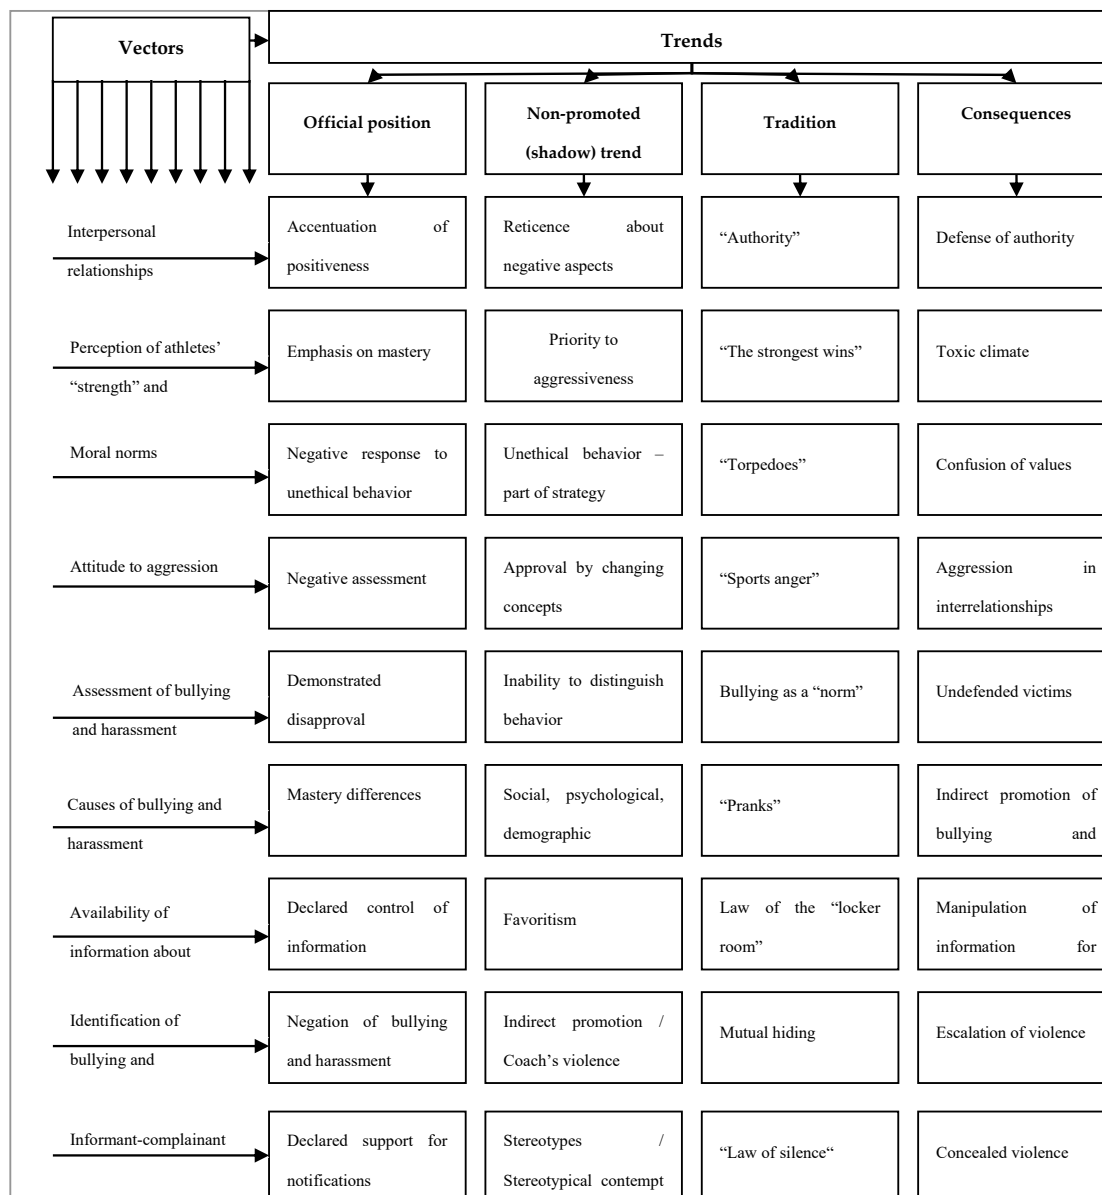 Vectors
Trends
Official position
Non-promoted
(shadow) trend
Tradition
Consequences
Interpersonal
relationships
Accentuation of
positiveness
Reticence about
negative aspects
“Authority”
Defense of authority
Perception of athletes’
“strength” and
Emphasis on mastery
Priority to
aggressiveness
“The strongest wins”
Toxic climate
Moral norms
Negative response to
unethical behavior
Unethical behavior –
part of strategy
“Torpedoes”
Confusion of values
Attitude to aggression
Negative assessment
Approval by changing
concepts
“Sports anger”
Aggression in
interrelationships
Assessment of bullying
and harassment
Demonstrated
disapproval
Inability to distinguish
behavior
Bullying as a “norm”
Undefended victims
Causes of bullying and
harassment
Mastery differences
Social, psychological,
demographic
“Pranks”
Indirect promotion of
bullying and
Availability of
information about
Declared control of
information
Favoritism
Law of the “locker
room”
Manipulation of
information for
Identification of
bullying and
Negation of bullying
and harassment
Indirect promotion /
Coach’s violence
Mutual hiding
Escalation of violence
Informant-complainant
Declared support for
notifications
Stereotypes /
Stereotypical contempt
“Law of silence“
Concealed violence